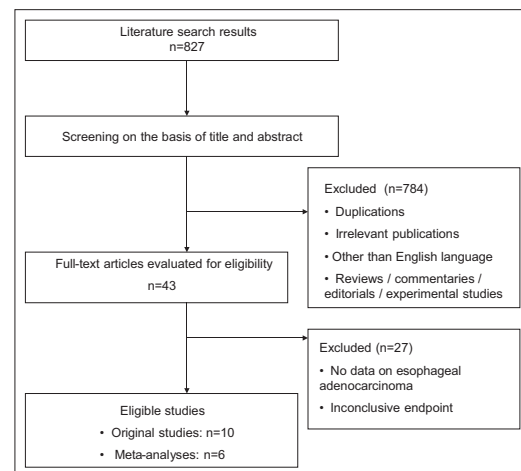 Literature search results
n=827
Screening on the basis of title and abstract
Excluded (n=784)
• Duplications
• Irrelevant publications
• Other than English language
• Reviews / commentaries /
editorials / experimental studies
Full-text articles evaluated for eligibility
n=43
Excluded (n=27)
• No data on esophageal
adenocarcinoma
• Inconclusive endpoint
Eligible studies
• Original studies: n=10
• Meta-analyses: n=6